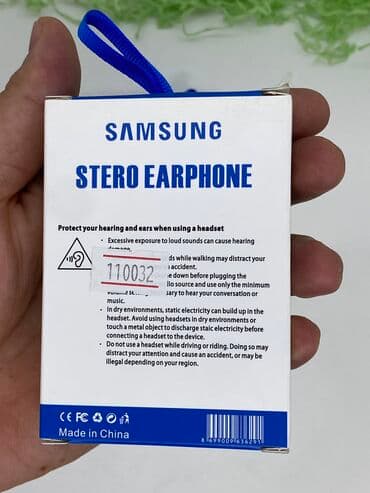 SAMSUNG
STERO EARPHONE
Protect your hearing and ears when using a headset
• Excessive exposure to loud sounds can cause hearing
ds while walking may distract your
accident.
110032
e down before plugging the
io source and use only the minimum
ary to hear your conversation or
music.
• In dry environments, static electricity can build up in the
headset. Avoid using headsets in dry environments or
touch a metal object to discharge staic electricity before
connecting a headset to the device.
• Do not use a headset while driving or riding. Doing so may
distract your attention and cause an accident, or may be
illegal depending on your region.
CE FC
Made in China
8699009636291